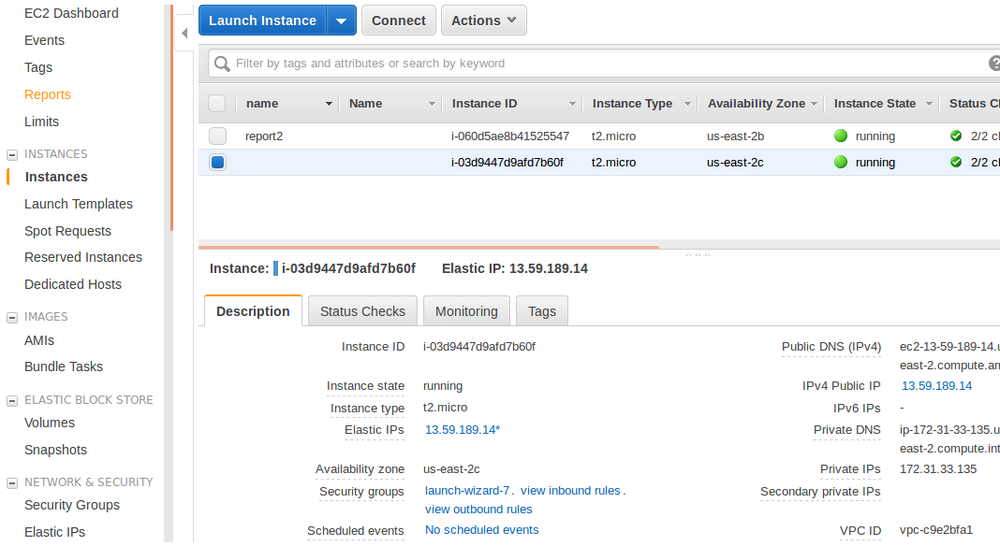 EC2 Dashboard
Events
Tags
Reports
Limits
INSTANCES
Instances
Launch Templates
Spot Requests
Reserved Instances
Dedicated Hosts
IMAGES
AMIs
Bundle Tasks
ELASTIC BLOCK STORE
Volumes
Snapshots
NETWORK & SECURITY
Security Groups
Elastic IPs
Launch Instance Connect Actions
Filter by tags and attributes or search by keyword
name Name Instance ID Instance Type Availability Zone Instance State Status Cl
report2 i-060d5ae8b41525547 t2.micro us-east-2b running 2/2 cl
i-03d9447d9afd7b60f t2.micro us-east-2c running 2/2 cl
Instance: i-03d9447d9afd7b60f Elastic IP: 13.59.189.14
Description Status Checks Monitoring Tags
Instance ID i-03d9447d9afd7b60f
Instance state running
Instance type t2.micro
Elastic IPs 13.59.189.14*
Availability zone us-east-2c
Security groups launch-wizard-7. view inbound rules.
view outbound rules
Scheduled events No scheduled events
Public DNS (IPv4) ec2-13-59-189-14.u
east-2.compute.am
IPv4 Public IP 13.59.189.14
IPv6 IPs -
Private DNS ip-172-31-33-135.u
east-2.compute.int
Private IPs 172.31.33.135
Secondary private IPs
VPC ID vpc-c9e2bfa1